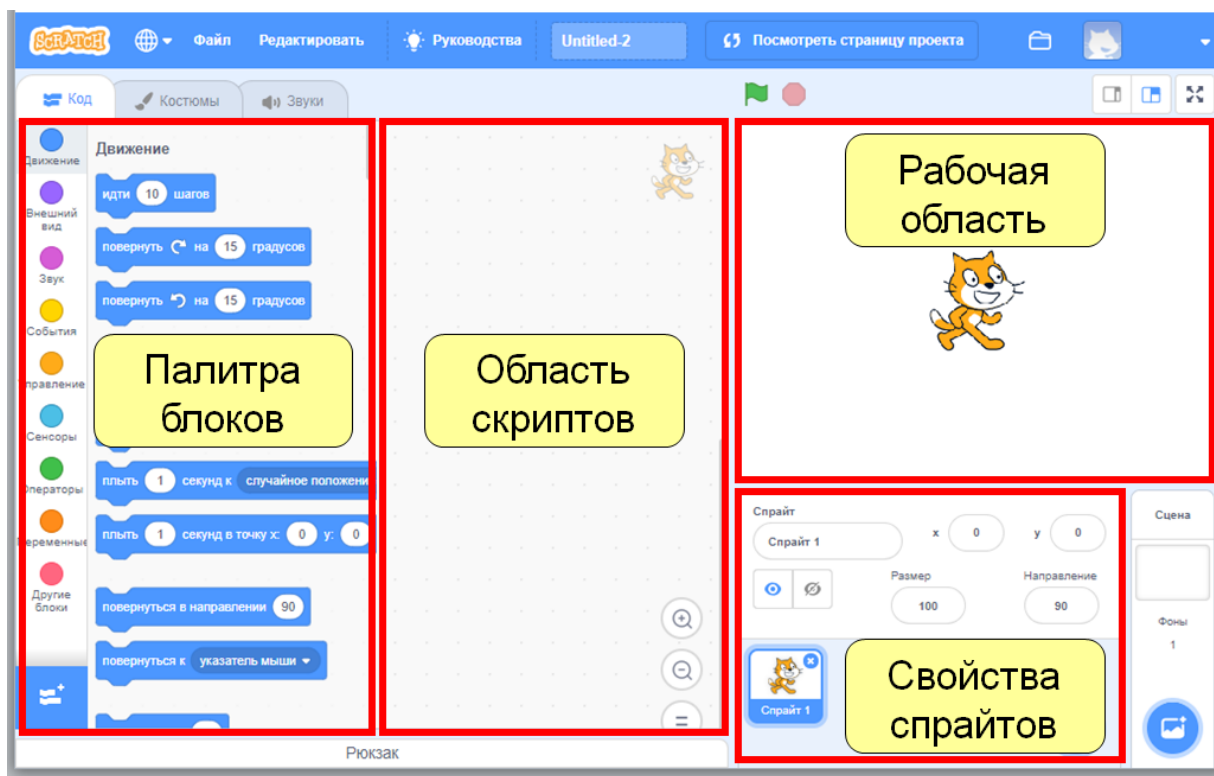 SCRATCH
Файл
Редактировать
Руководства
Untitled-2
Посмотреть страницу проекта
Код
Костюмы
Звуки
Движение
Внешний
вид
Звук
События
Управление
Сенсоры
Операторы
Переменные
Другие
блоки
Движение
идти 10 шагов
повернуть на 15 градусов
повернуть на 15 градусов
Палитра
блоков
плыть 1 секунд к случайное положени
плыть 1 секунд в точку x: 0 y: 0
повернуться в направлении 90
повернуться к указатель мыши
Область
скриптов
Рабочая
область
Спрайт
Спрайт 1
x 0 y 0
Размер
100
Направление
90
Спрайт 1
Свойства
спрайтов
Сцена
Фоны
1
Рюкзак